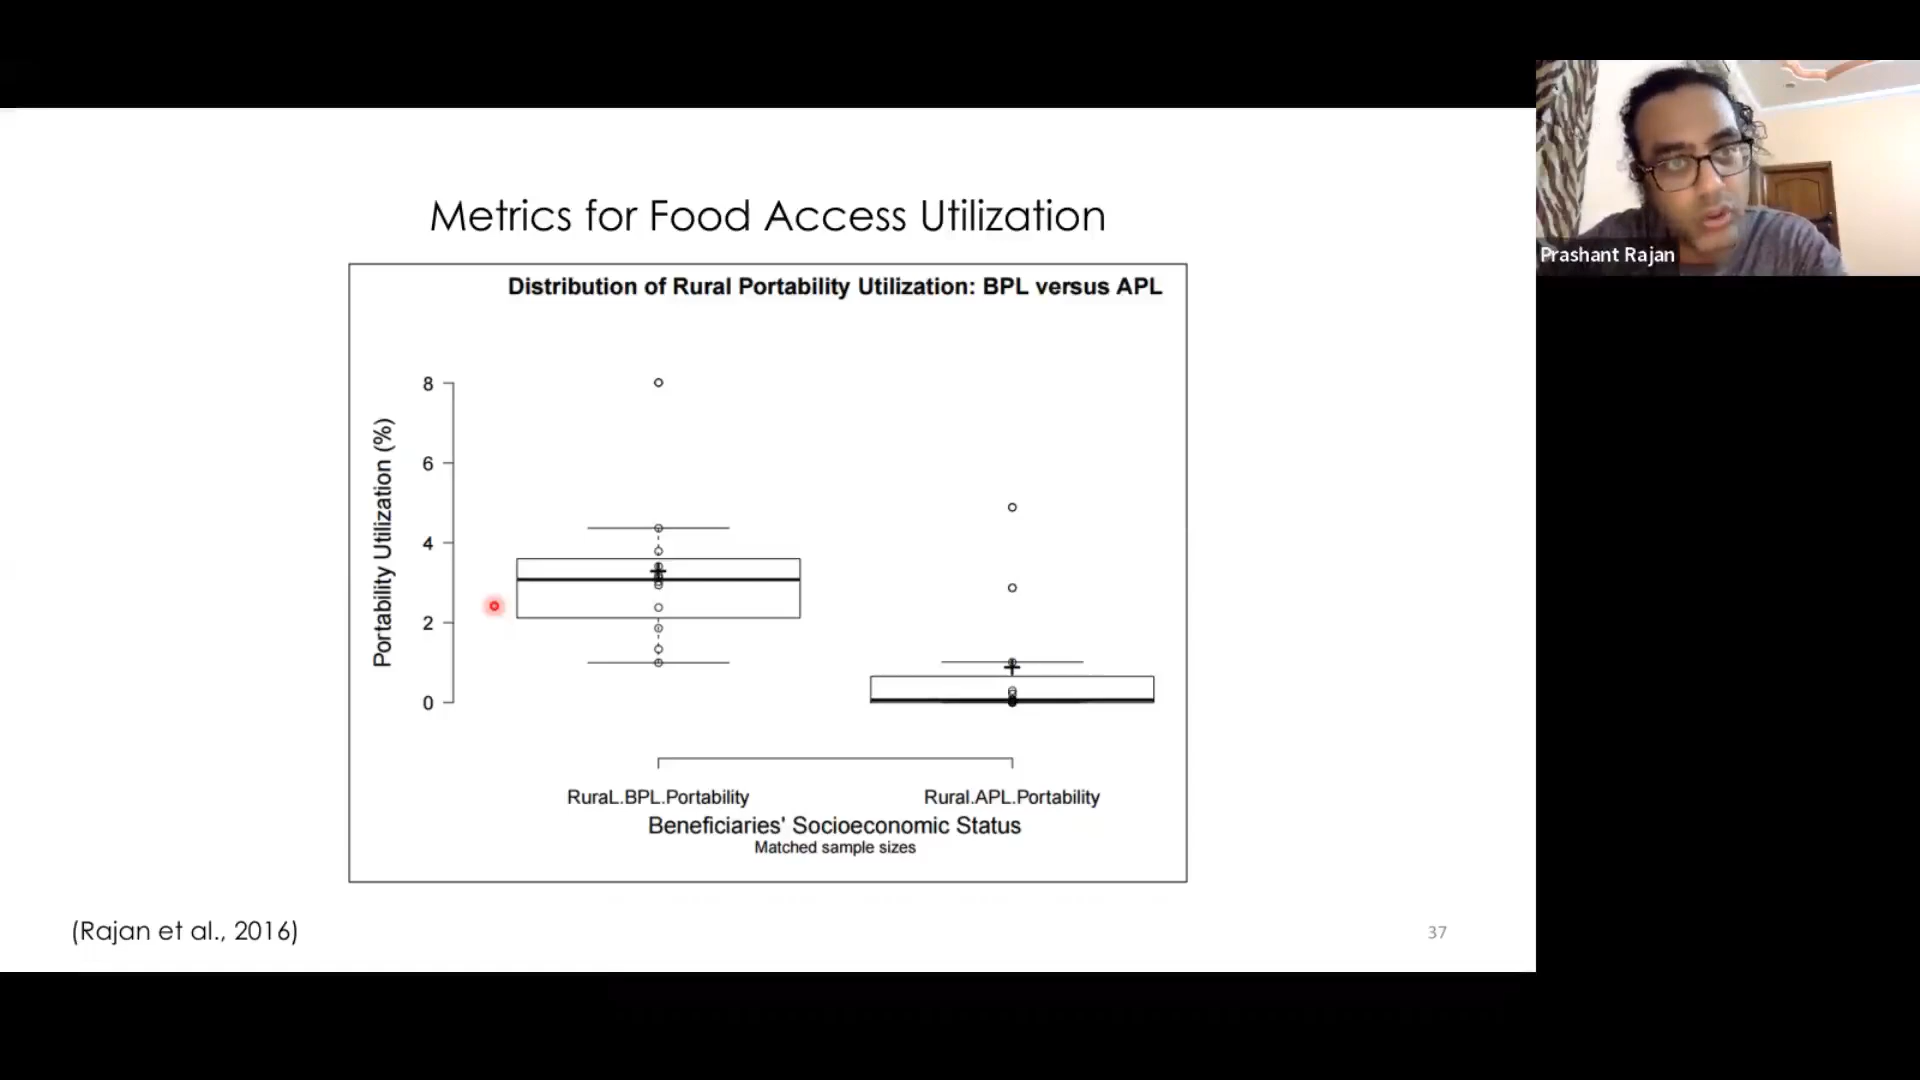 Metrics for Food Access Utilization
Distribution of Rural Portability Utilization: BPL versus APL
Portability Utilization (%)
8
6
4
2
0
RuraL.BPL.Portability
Rural.APL.Portability
Beneficiaries' Socioeconomic Status
Matched sample sizes
(Rajan et al., 2016)
37
Prashant Rajan